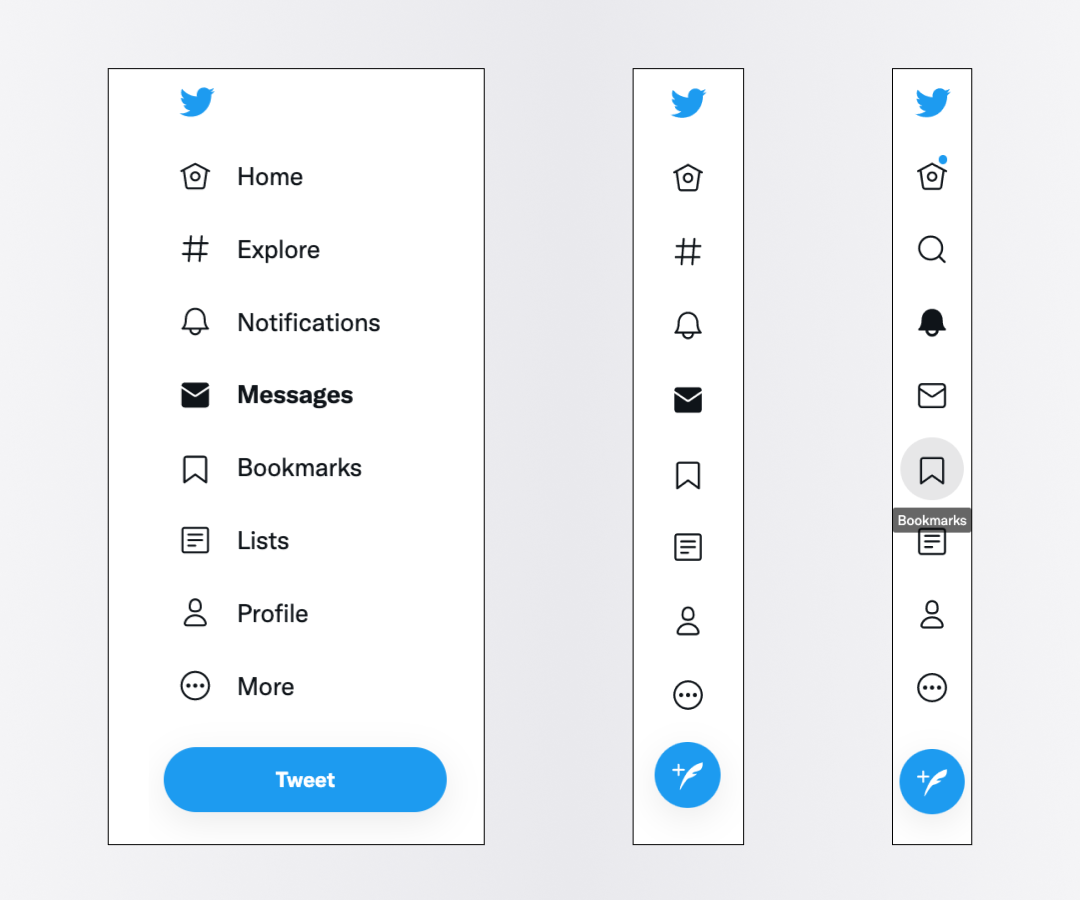 Home
Explore
Notifications
Messages
Bookmarks
Lists
Profile
More
Tweet
Bookmarks